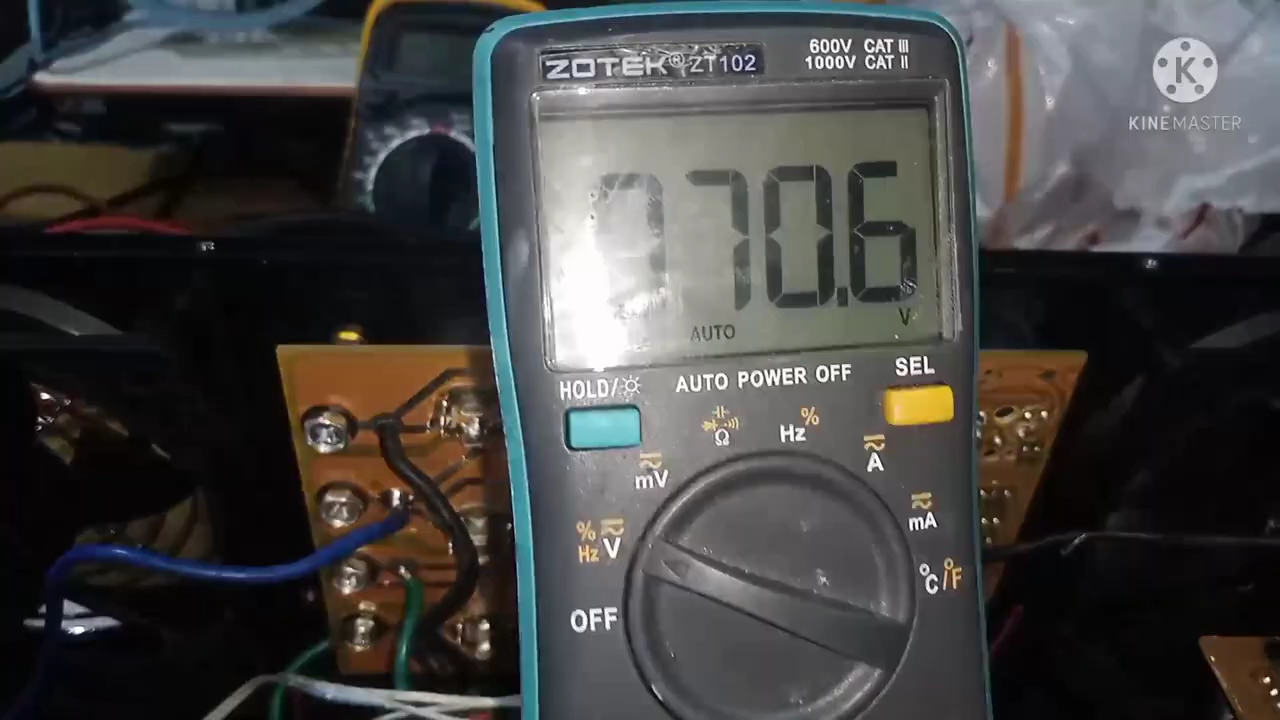 ZOTEK® ZT102
600V CAT III
1000V CAT II
KINEMASTER
70.6
AUTO
V
HOLD/
AUTO POWER OFF
SEL
Ω
Hz %
mV
A
% Hz V
mA
°C/°F
OFF